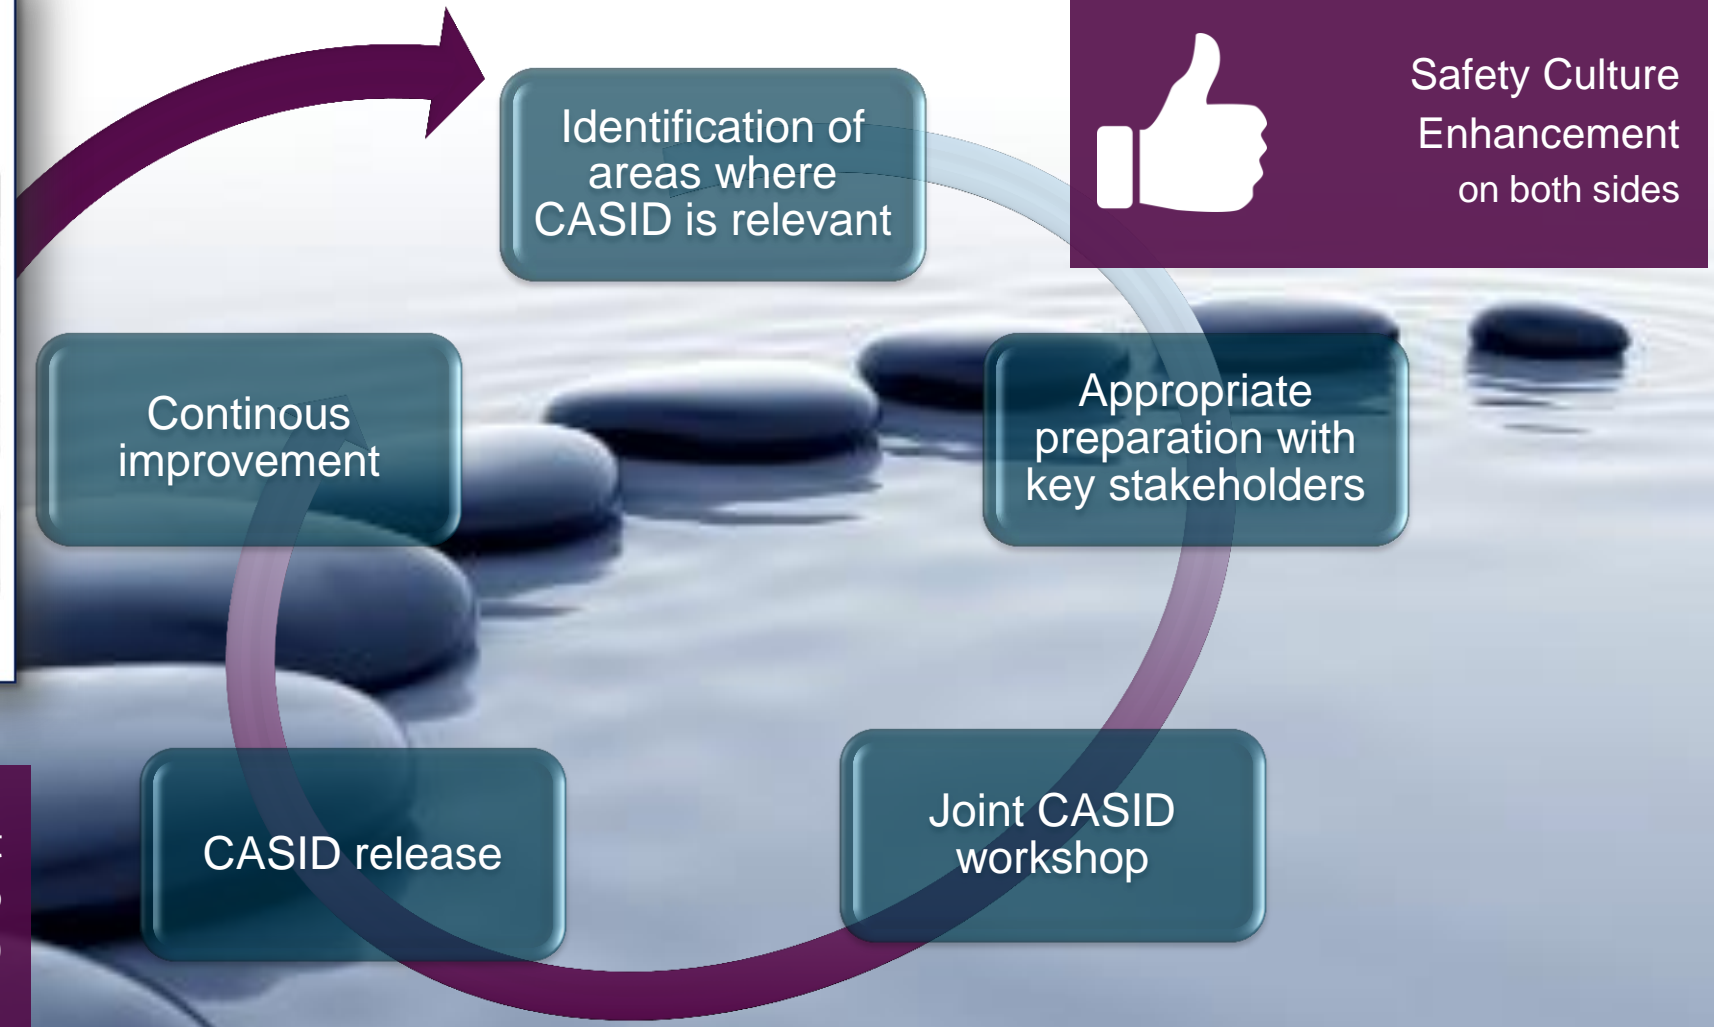 Identification of
areas where
CASID is relevant
Safety Culture
Enhancement
on both sides
Appropriate
preparation with
key stakeholders
Joint CASID
workshop
CASID release
Continous
improvement